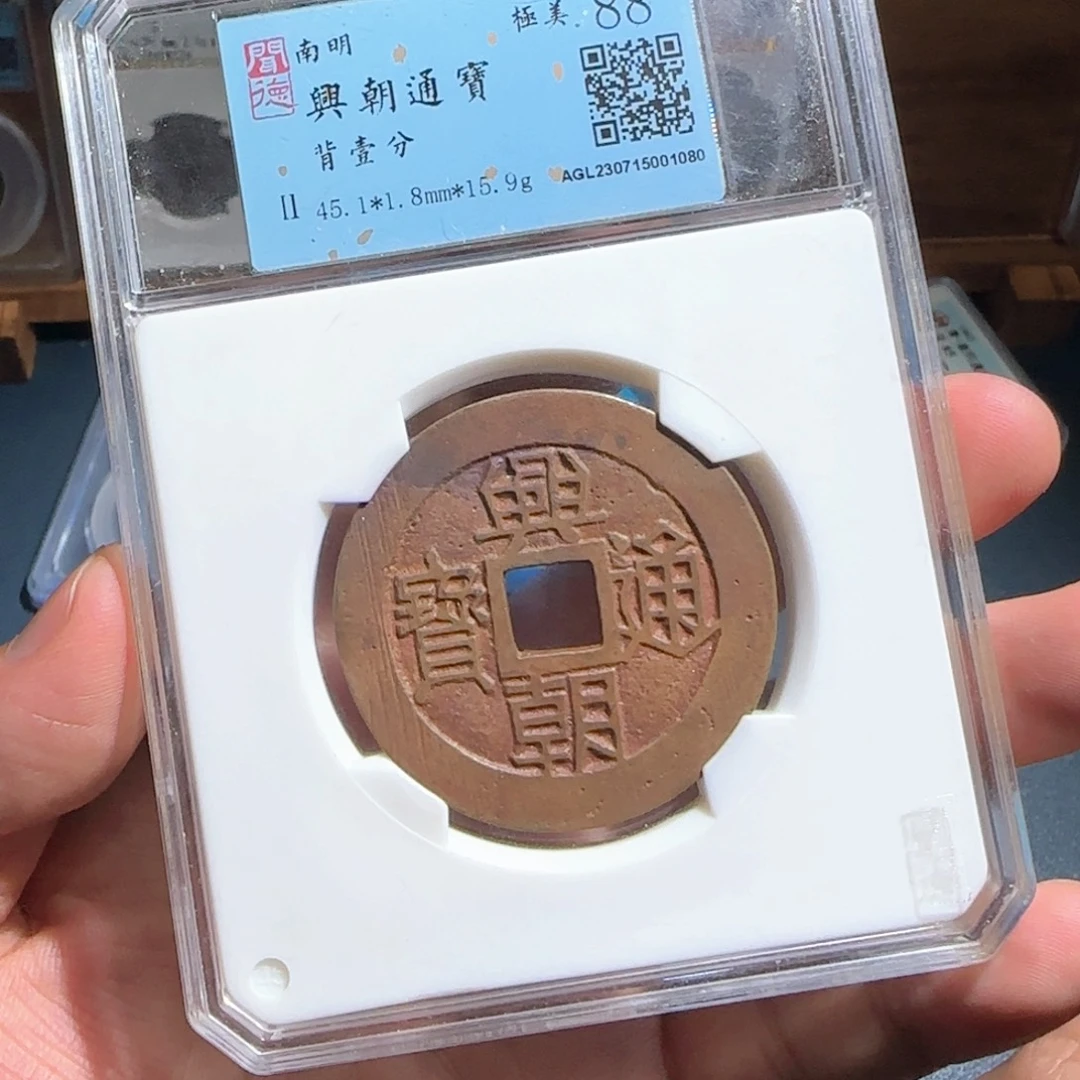 聞德
南明
極美 88
興朝通寶
背壹分
II 45.1*1.8mm*15.9g
AGL230715001080
興朝通寶